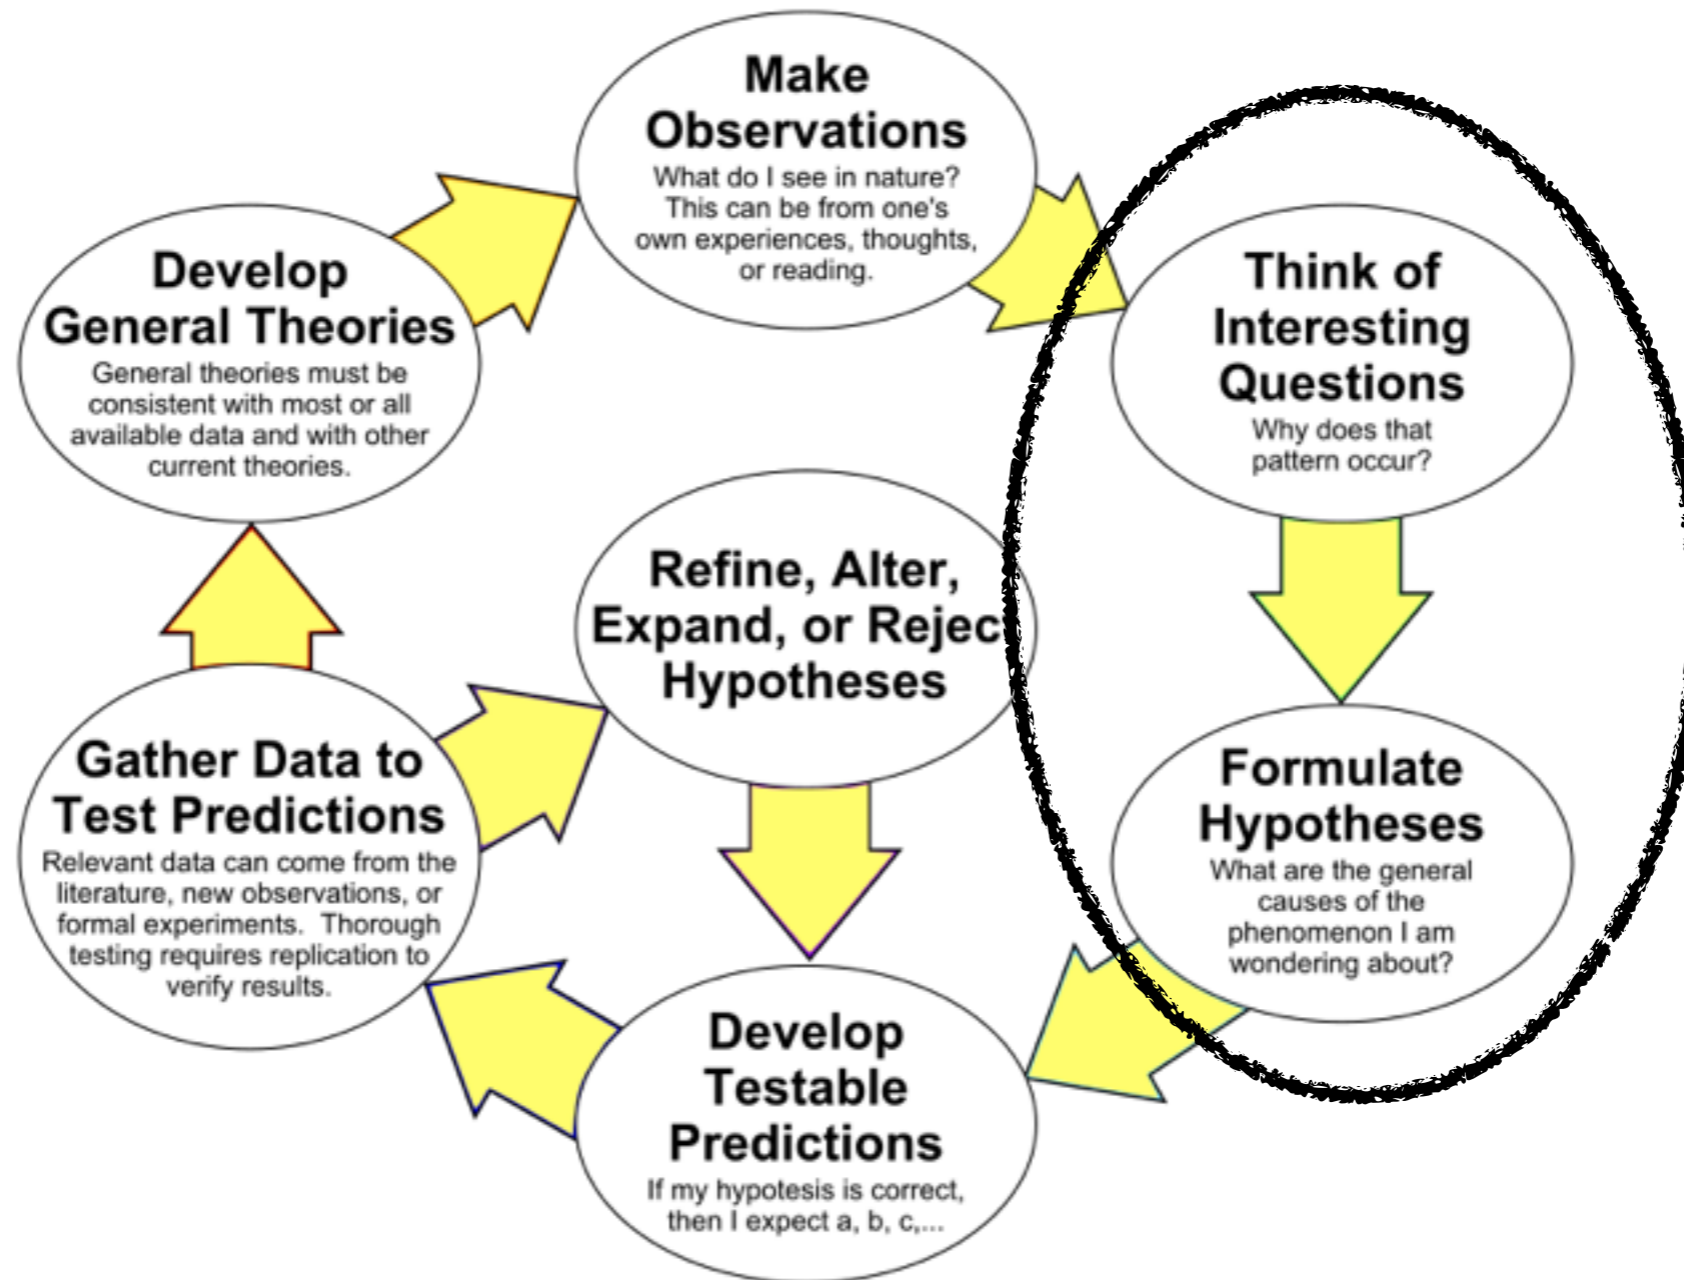 Make
Observations
What do I see in nature?
This can be from one's
own experiences, thoughts,
or reading.
Think of
Interesting
Questions
Why does that
pattern occur?
Formulate
Hypotheses
What are the general
causes of the
phenomenon I am
wondering about?
Develop
Testable
Predictions
If my hypotesis is correct,
then I expect a, b, c,...
Gather Data to
Test Predictions
Relevant data can come from the
literature, new observations, or
formal experiments. Thorough
testing requires replication to
verify results.
Refine, Alter,
Expand, or Rejec
Hypotheses
Develop
General Theories
General theories must be
consistent with most or all
available data and with other
current theories.